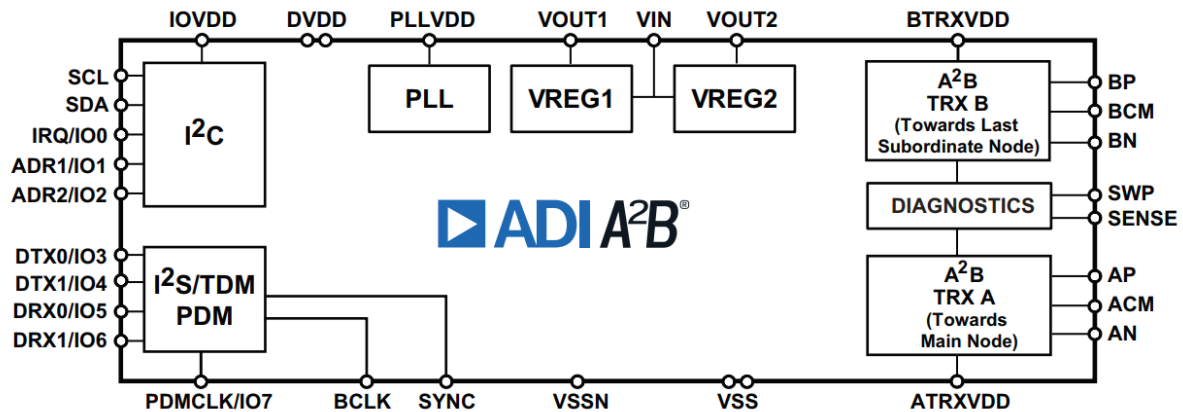 IOVDD DVDD PLLVDD VOUT1 VIN VOUT2 BTRXVDD
SCL
SDA
IRQ/IO0
ADR1/IO1
ADR2/IO2
I²C
PLL
VREG1
VREG2
A²B
TRX B
(Towards Last
Subordinate Node)
BP
BCM
BN
DIAGNOSTICS
SWP
SENSE
ADI A²B®
DTX0/IO3
DTX1/IO4
DRX0/IO5
DRX1/IO6
I²S/TDM
PDM
A²B
TRX A
(Towards
Main Node)
AP
ACM
AN
PDMCLK/IO7 BCLK SYNC VSSN VSS ATRXVDD